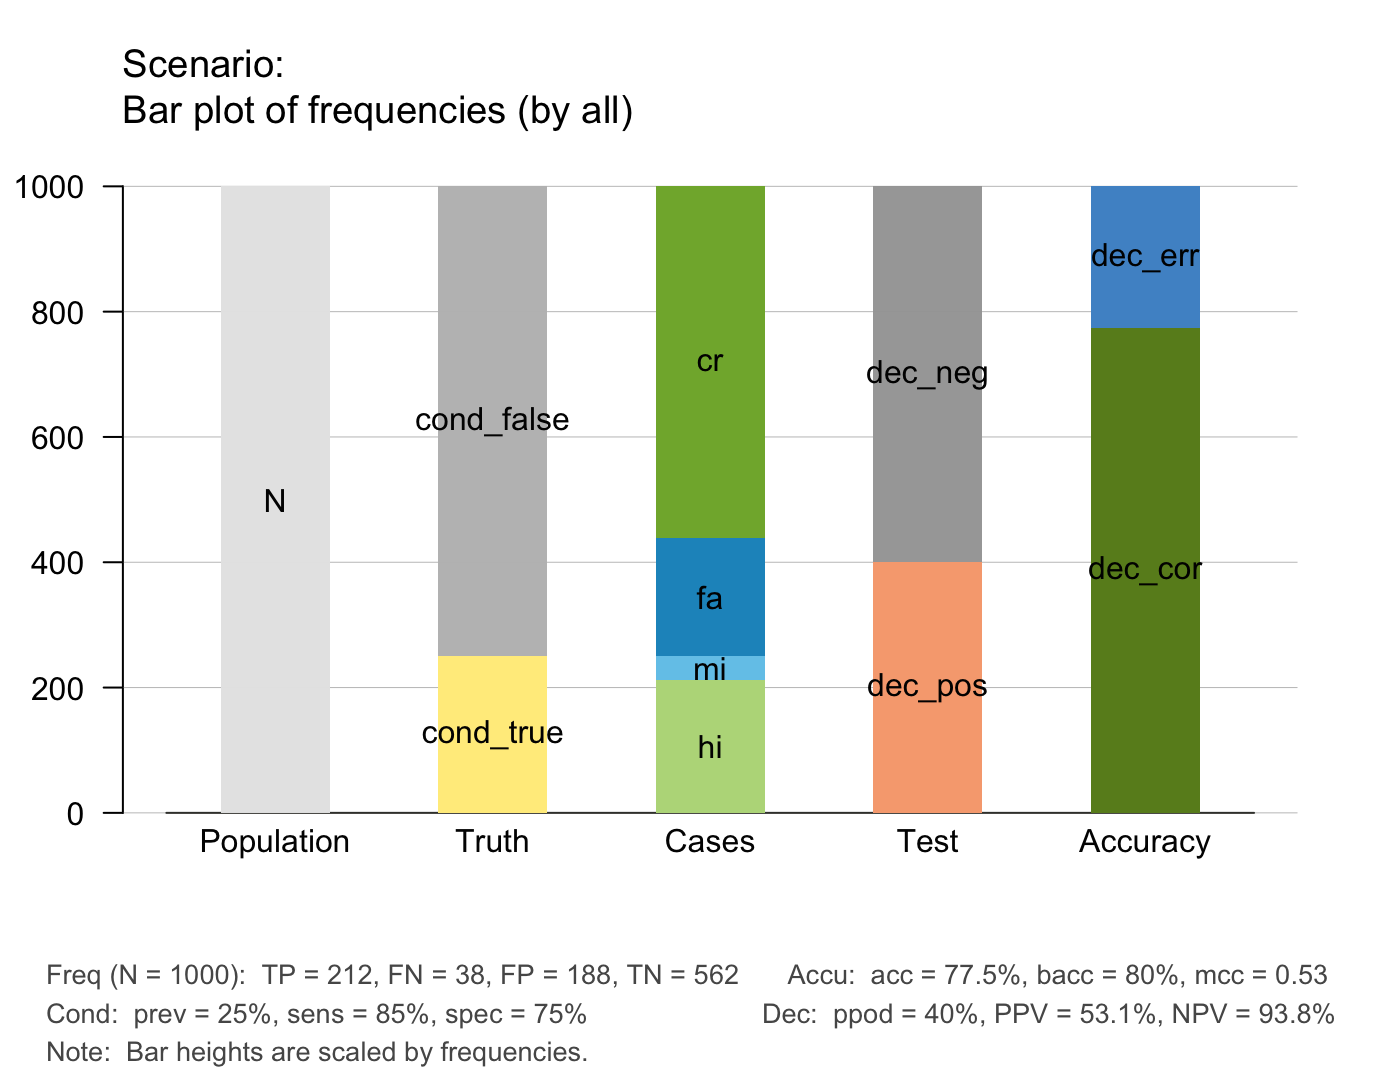 Scenario:
Bar plot of frequencies (by all)
1000
800
600
400
200
0
N
cond_false
cond_true
cr
fa
mi
hi
dec_neg
dec_pos
dec_err
dec_cor
Population
Truth
Cases
Test
Accuracy
Freq (N = 1000):  TP = 212, FN = 38, FP = 188, TN = 562
Accu:  acc = 77.5%, bacc = 80%, mcc = 0.53
Cond:  prev = 25%, sens = 85%, spec = 75%
Dec:  ppod = 40%, PPV = 53.1%, NPV = 93.8%
Note:  Bar heights are scaled by frequencies.